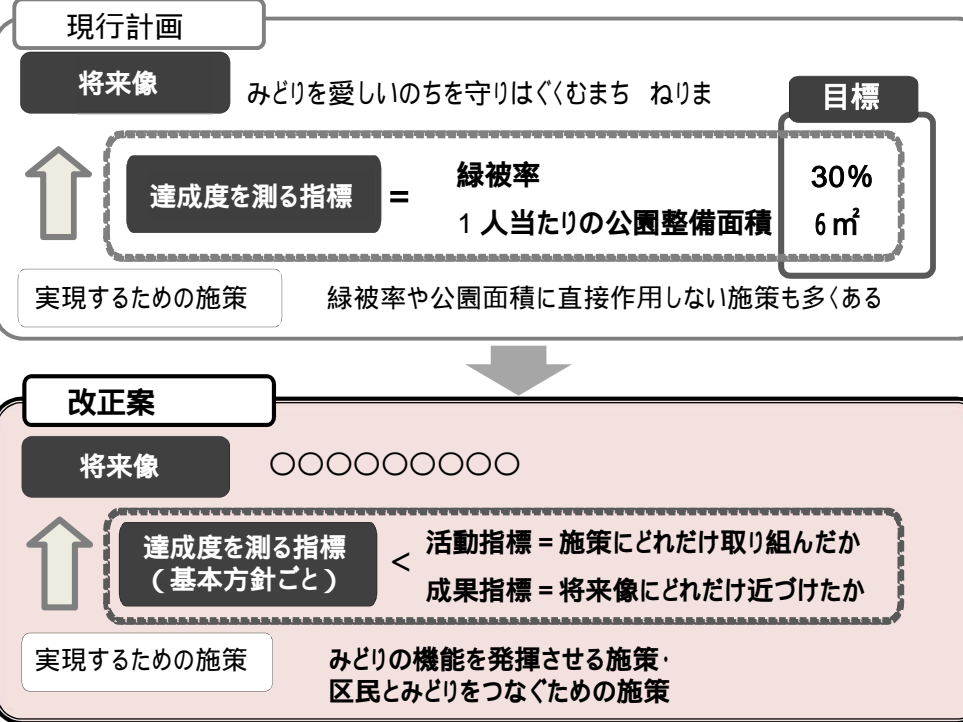 現行計画
将来像
みどりを愛しいのちを守りはぐくむまち ねりま
目標
達成度を測る指標 = 緑被率 30%
1人当たりの公園整備面積 6㎡
実現するための施策
緑被率や公園面積に直接作用しない施策も多くある
改正案
将来像
○○○○○○○○○
達成度を測る指標
(基本方針ごと)
<
活動指標=施策にどれだけ取り組んだか
成果指標=将来像にどれだけ近づけたか
実現するための施策
みどりの機能を発揮させる施策・
区民とみどりをつなぐための施策